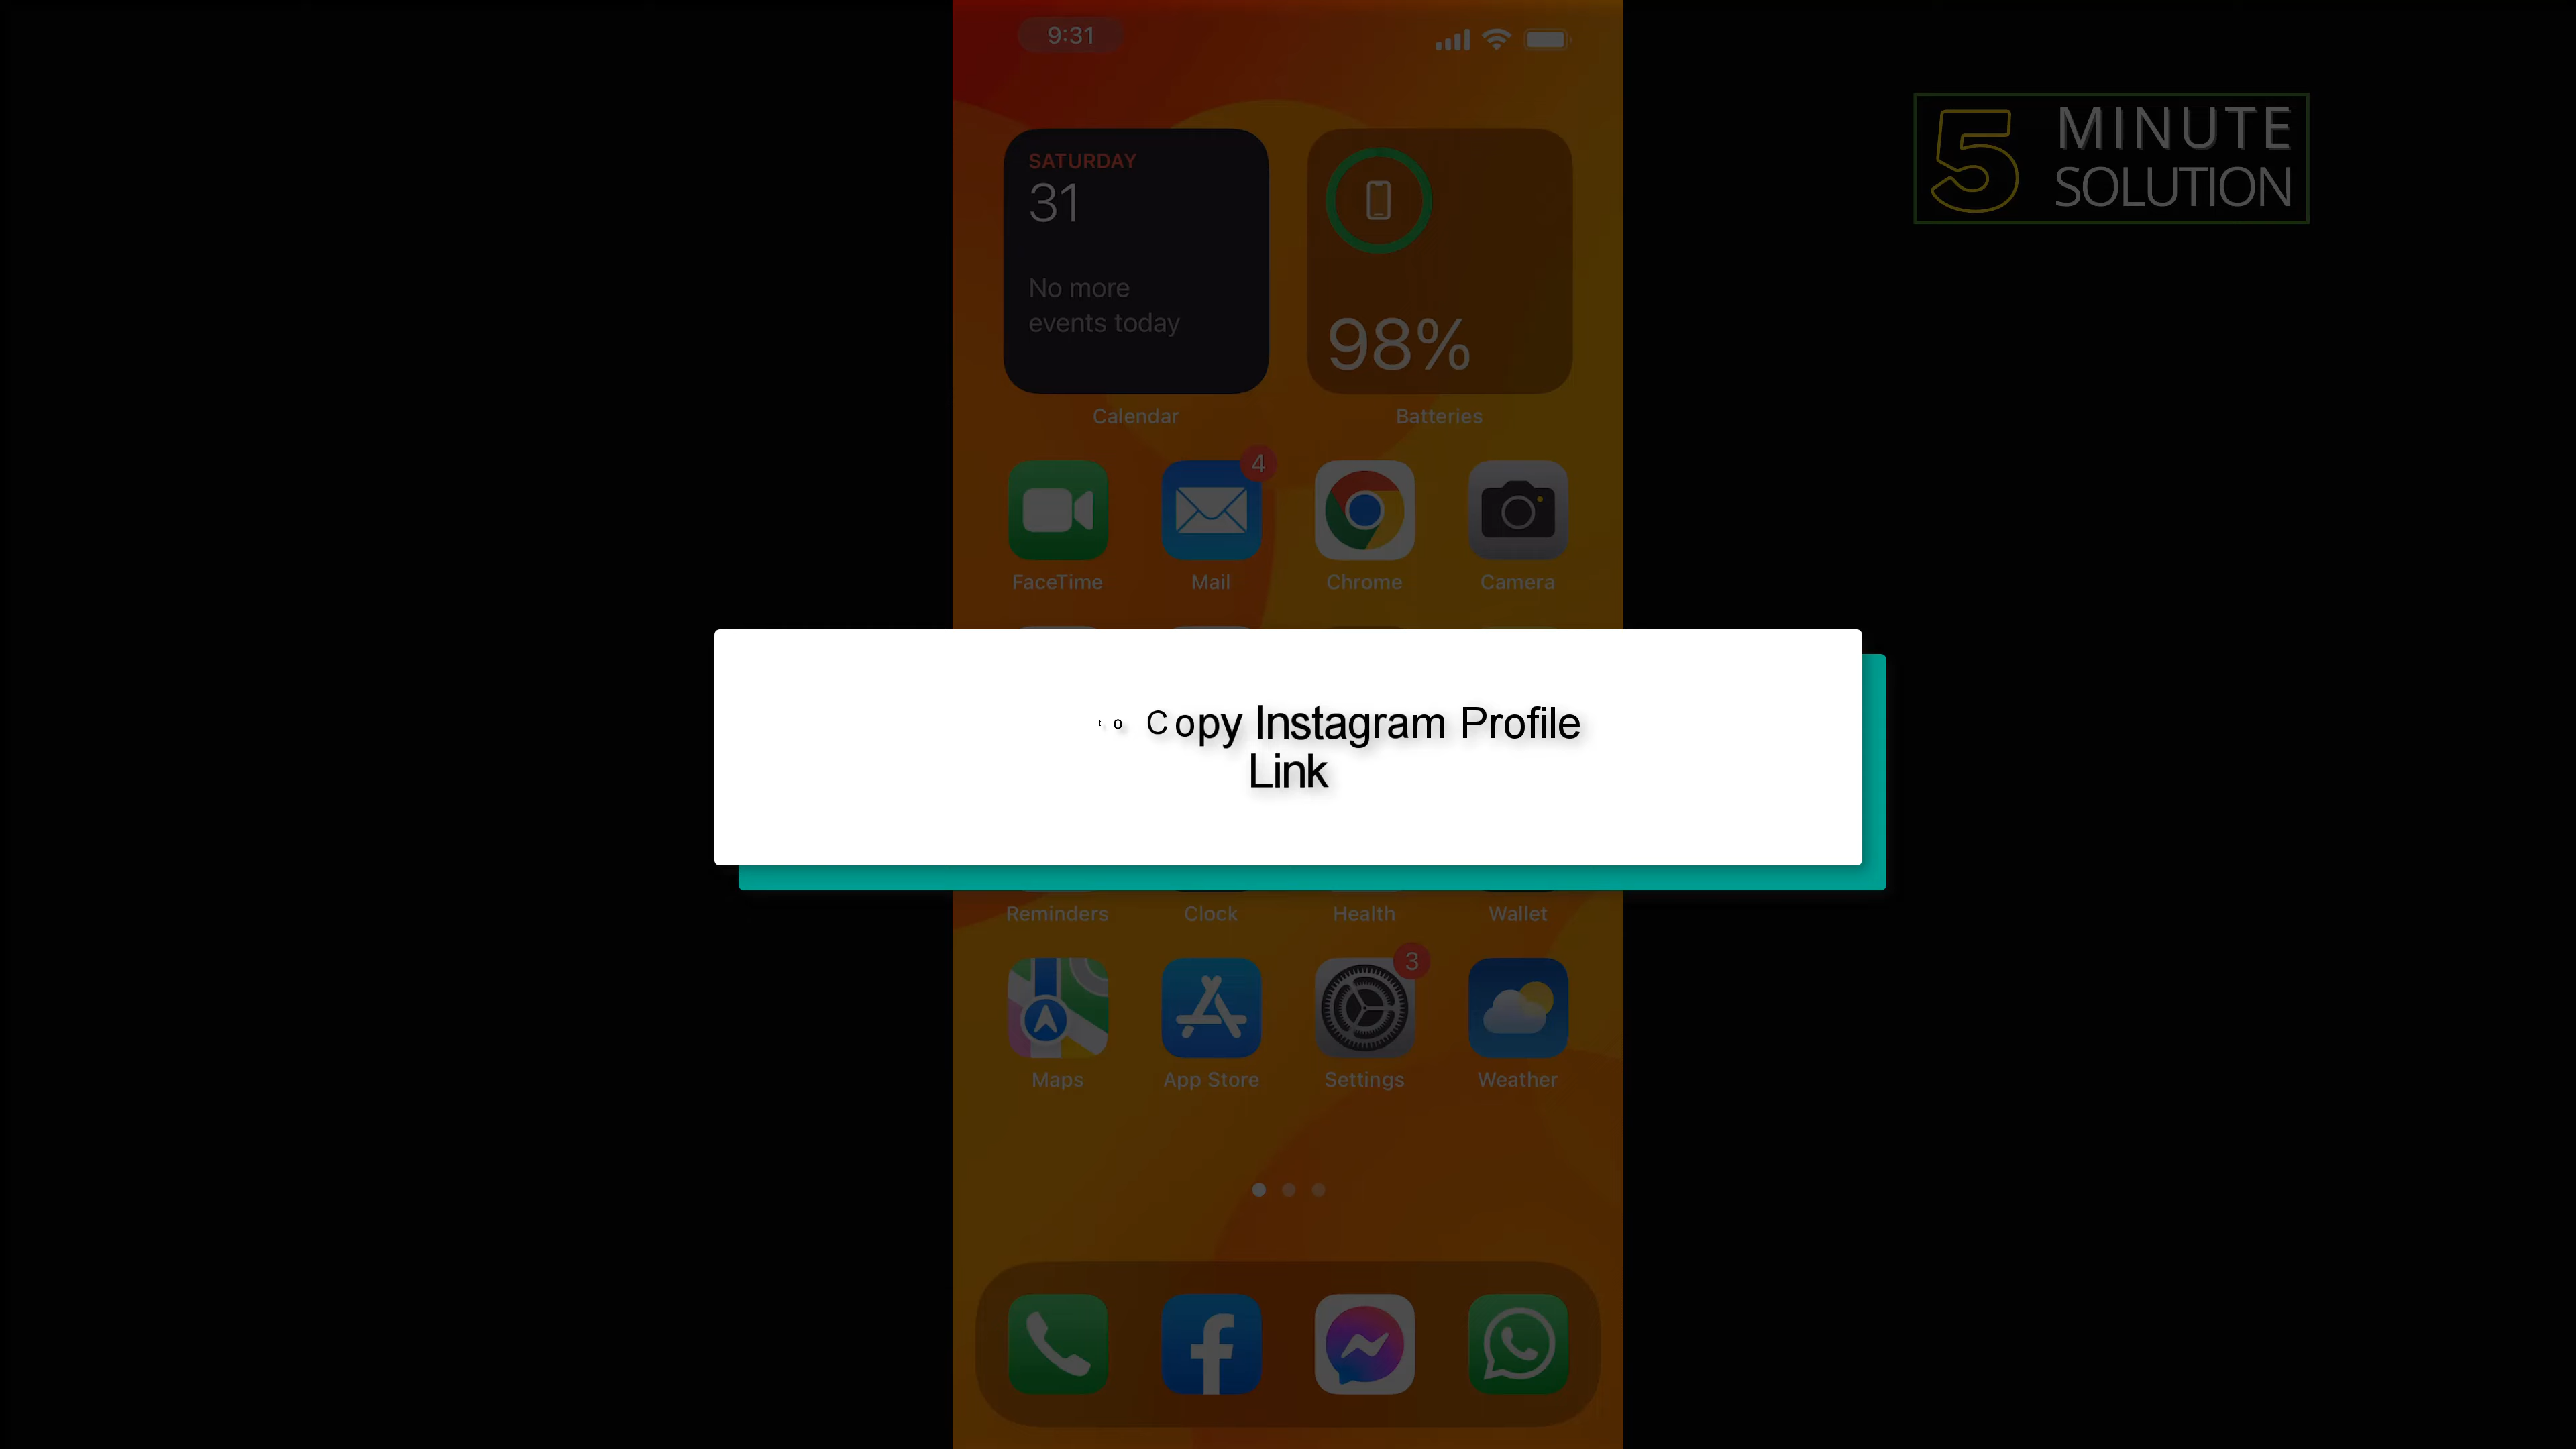 9:31
5 MINUTE
SOLUTION
SATURDAY
31
No more
events today
98%
Calendar
Batteries
4
FaceTime
Mail
Chrome
Camera
to Copy Instagram Profile
Link
Reminders
Clock
Health
Wallet
3
Maps
App Store
Settings
Weather